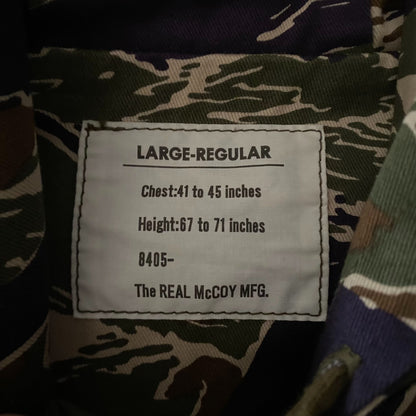 LARGE-REGULAR
Chest:41 to 45 inches
Height:67 to 71 inches
8405-
The REAL McCOY MFG.